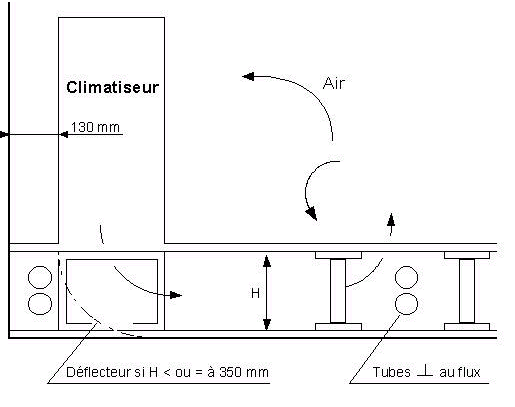 Climatiseur
Air
130 mm
H
Déflecteur si H < ou = à 350 mm
Tubes ⊥ au flux